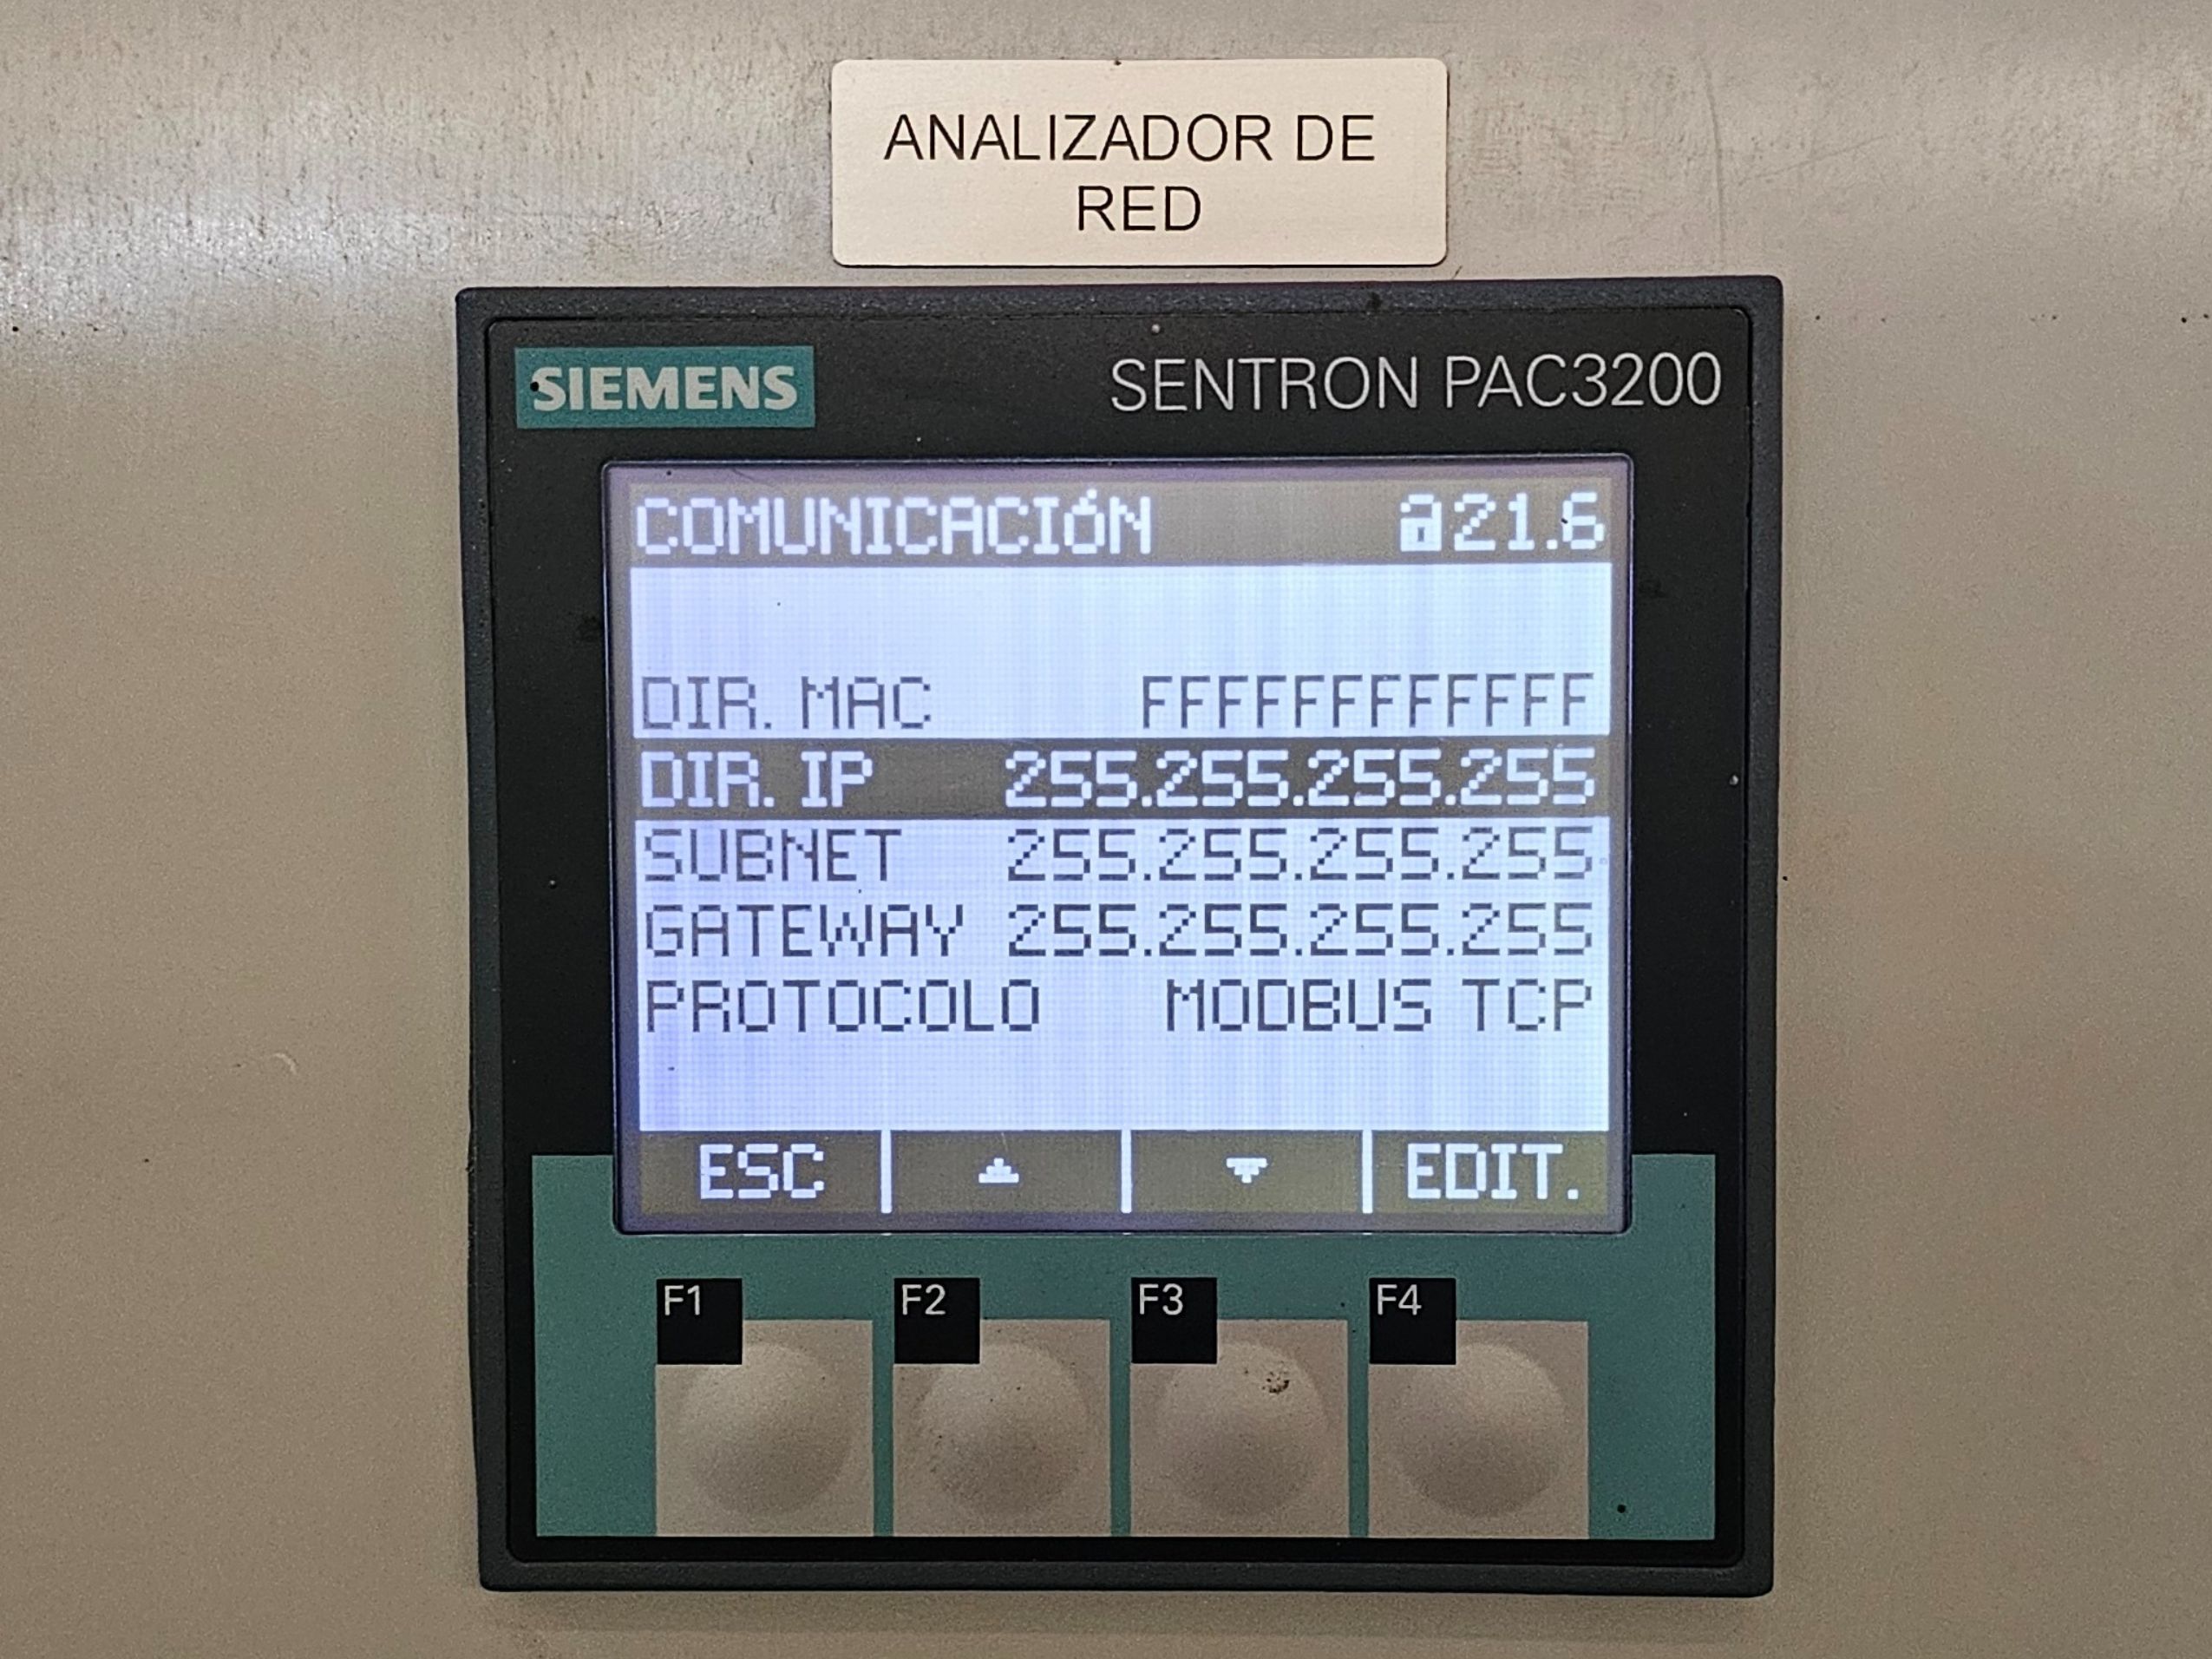 ANALIZADOR DE
RED
SIEMENS
SENTRON PAC3200
COMUNICACIÓN 21.6
DIR. MAC FFFFFFFFFFFF
DIR. IP 255.255.255.255
SUBNET 255.255.255.255
GATEWAY 255.255.255.255
PROTOCOLO MODBUS TCP
ESC ▲ ▼ EDIT.
F1 F2 F3 F4